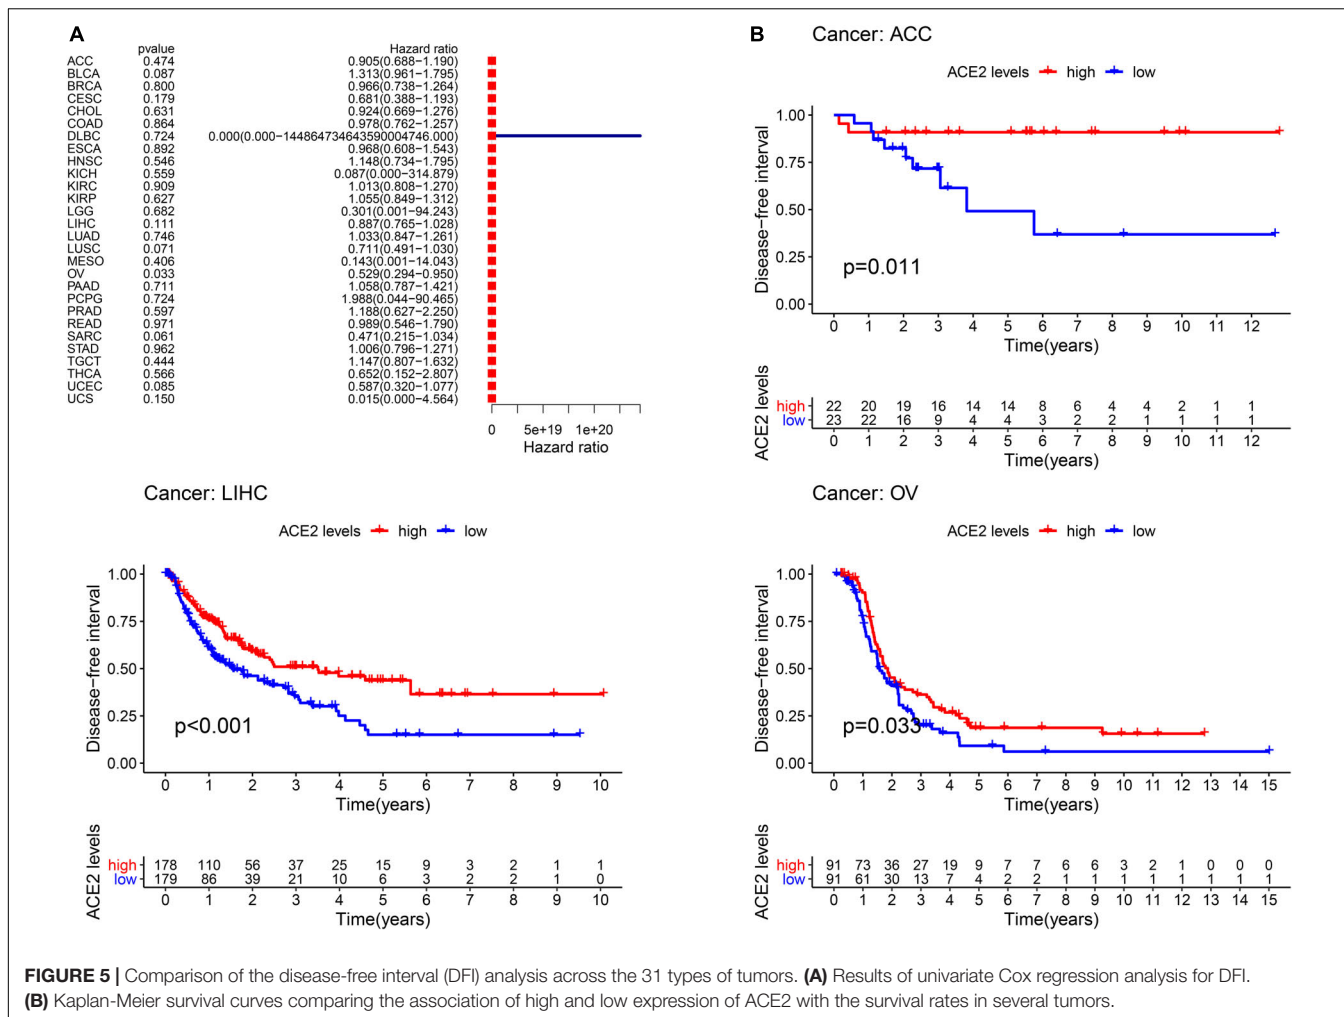 A
pvalue Hazard ratio
ACC 0.474 0.905(0.688−1.190)
BLCA 0.087 1.313(0.961−1.795)
BRCA 0.800 0.966(0.738−1.264)
CESC 0.179 0.681(0.388−1.193)
CHOL 0.631 0.924(0.669−1.276)
COAD 0.864 0.978(0.762−1.257)
DLBC 0.724 0.000(0.000−144864734643590004746.000)
ESCA 0.892 0.968(0.608−1.543)
HNSC 0.546 1.148(0.734−1.795)
KICH 0.559 0.087(0.000−314.879)
KIRC 0.909 1.013(0.808−1.270)
KIRP 0.627 1.055(0.849−1.312)
LGG 0.682 0.301(0.001−94.243)
LIHC 0.111 0.887(0.765−1.028)
LUAD 0.746 1.033(0.847−1.261)
LUSC 0.071 0.711(0.491−1.030)
MESO 0.406 0.143(0.001−14.043)
OV 0.033 0.529(0.294−0.950)
PAAD 0.711 1.058(0.787−1.421)
PCPG 0.724 1.988(0.044−90.465)
PRAD 0.597 1.188(0.627−2.250)
READ 0.971 0.989(0.546−1.790)
SARC 0.061 0.471(0.215−1.034)
STAD 0.962 1.006(0.796−1.271)
TGCT 0.444 1.147(0.807−1.632)
THCA 0.566 0.652(0.152−2.807)
UCEC 0.085 0.587(0.320−1.077)
UCS 0.150 0.015(0.000−4.564)
0 5e+19 1e+20
Hazard ratio
B
Cancer: ACC
ACE2 levels high low
Disease−free interval
1.00
0.75
0.50
0.25
0.00
p=0.011
0 1 2 3 4 5 6 7 8 9 10 11 12
Time(years)
ACE2 levels
high 22 20 19 16 14 14 8 6 4 4 2 1 1
low 23 22 16 9 4 4 3 2 2 1 1 1 1
0 1 2 3 4 5 6 7 8 9 10 11 12
Time(years)
Cancer: LIHC
ACE2 levels high low
Disease−free interval
1.00
0.75
0.50
0.25
0.00
p<0.001
0 1 2 3 4 5 6 7 8 9 10
Time(years)
ACE2 levels
high 178 110 56 37 25 15 9 3 2 1 1
low 179 86 39 21 10 6 3 2 2 1 0
0 1 2 3 4 5 6 7 8 9 10
Time(years)
Cancer: OV
ACE2 levels high low
Disease−free interval
1.00
0.75
0.50
0.25
0.00
p=0.033
0 1 2 3 4 5 6 7 8 9 10 11 12 13 14 15
Time(years)
ACE2 levels
high 91 73 36 27 19 9 7 7 6 6 3 2 1 0 0 0
low 91 61 30 13 7 4 2 2 1 1 1 1 1 1 1 1
0 1 2 3 4 5 6 7 8 9 10 11 12 13 14 15
Time(years)
FIGURE 5 | Comparison of the disease-free interval (DFI) analysis across the 31 types of tumors. (A) Results of univariate Cox regression analysis for DFI.
(B) Kaplan-Meier survival curves comparing the association of high and low expression of ACE2 with the survival rates in several tumors.